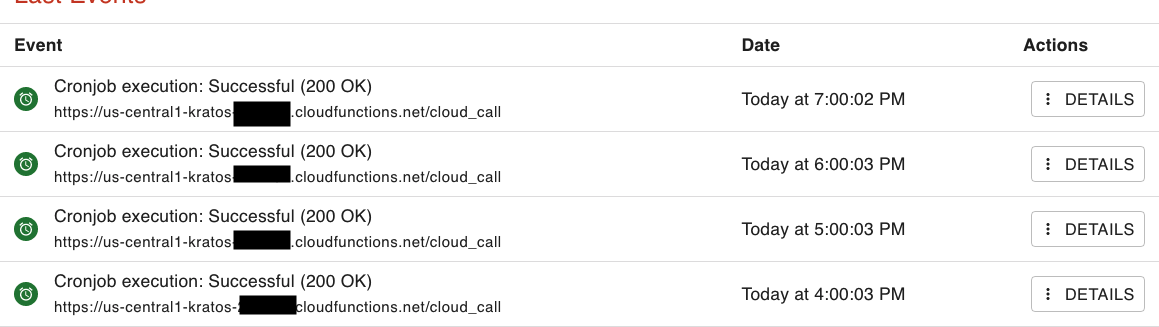 Last Events
Event Date Actions
Cronjob execution: Successful (200 OK)
https://us-central1-kratos- .cloudfunctions.net/cloud_call
Today at 7:00:02 PM
DETAILS
Cronjob execution: Successful (200 OK)
https://us-central1-kratos- .cloudfunctions.net/cloud_call
Today at 6:00:03 PM
DETAILS
Cronjob execution: Successful (200 OK)
https://us-central1-kratos- .cloudfunctions.net/cloud_call
Today at 5:00:03 PM
DETAILS
Cronjob execution: Successful (200 OK)
https://us-central1-kratos- cloudfunctions.net/cloud_call
Today at 4:00:03 PM
DETAILS